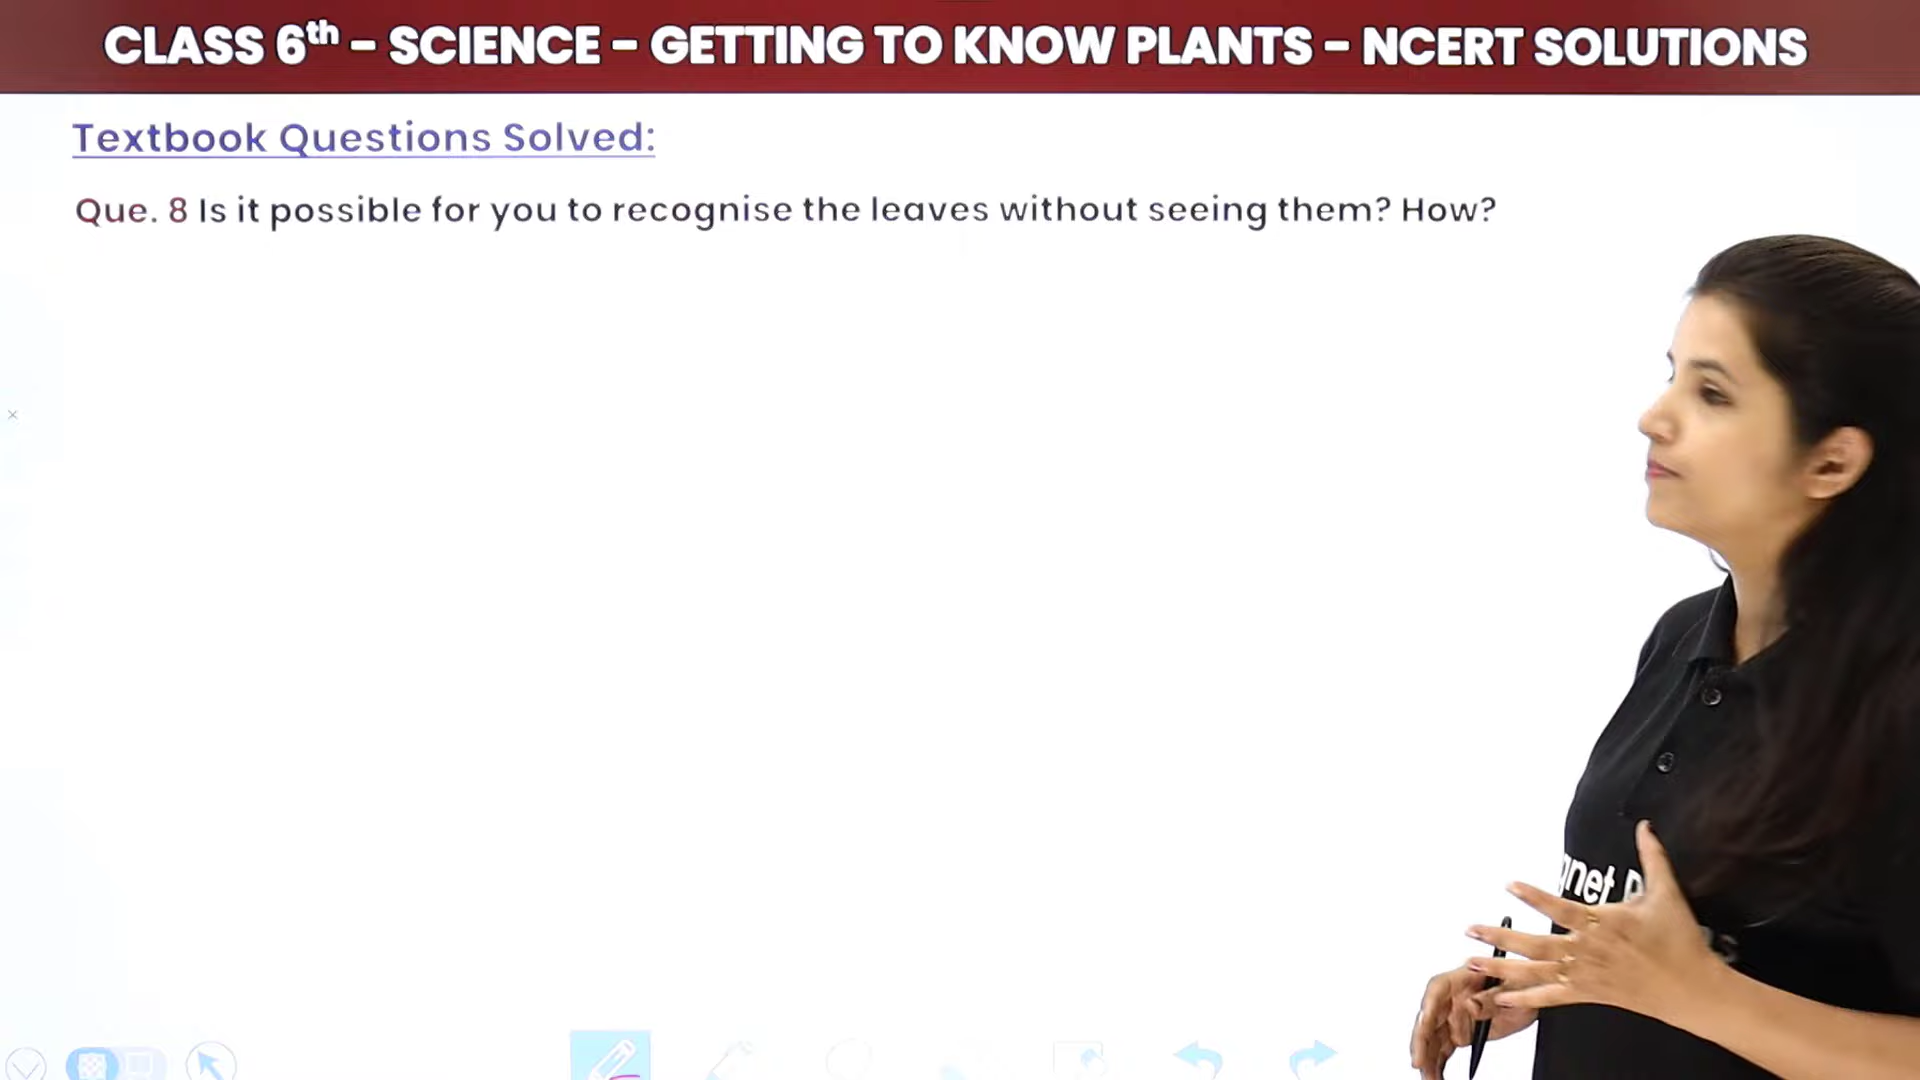 CLASS 6th - SCIENCE - GETTING TO KNOW PLANTS - NCERT SOLUTIONS
Textbook Questions Solved:
Que. 8 Is it possible for you to recognise the leaves without seeing them? How?